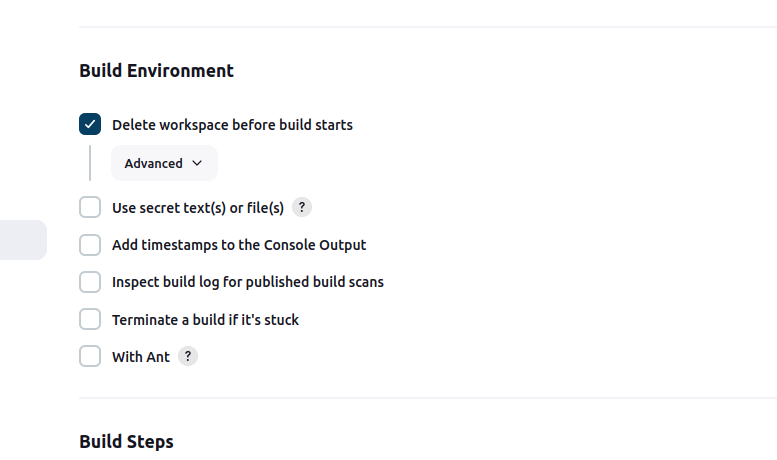 Build Environment
Delete workspace before build starts
Advanced
Use secret text(s) or file(s) ?
Add timestamps to the Console Output
Inspect build log for published build scans
Terminate a build if it's stuck
With Ant ?
Build Steps